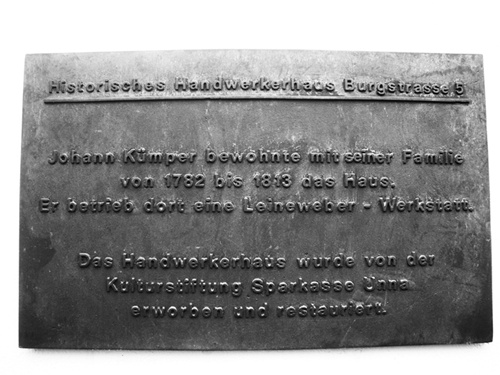 Historisches Handwerkerhaus Burgstrasse 5
Johann Kümper bewohnte mit seiner Familie
von 1782 bis 1813 das Haus.
Er betrieb dort eine Leineweber - Werkstatt.
Das Handwerkerhaus wurde von der
Kulturstiftung Sparkasse Unna
erworben und restauriert.